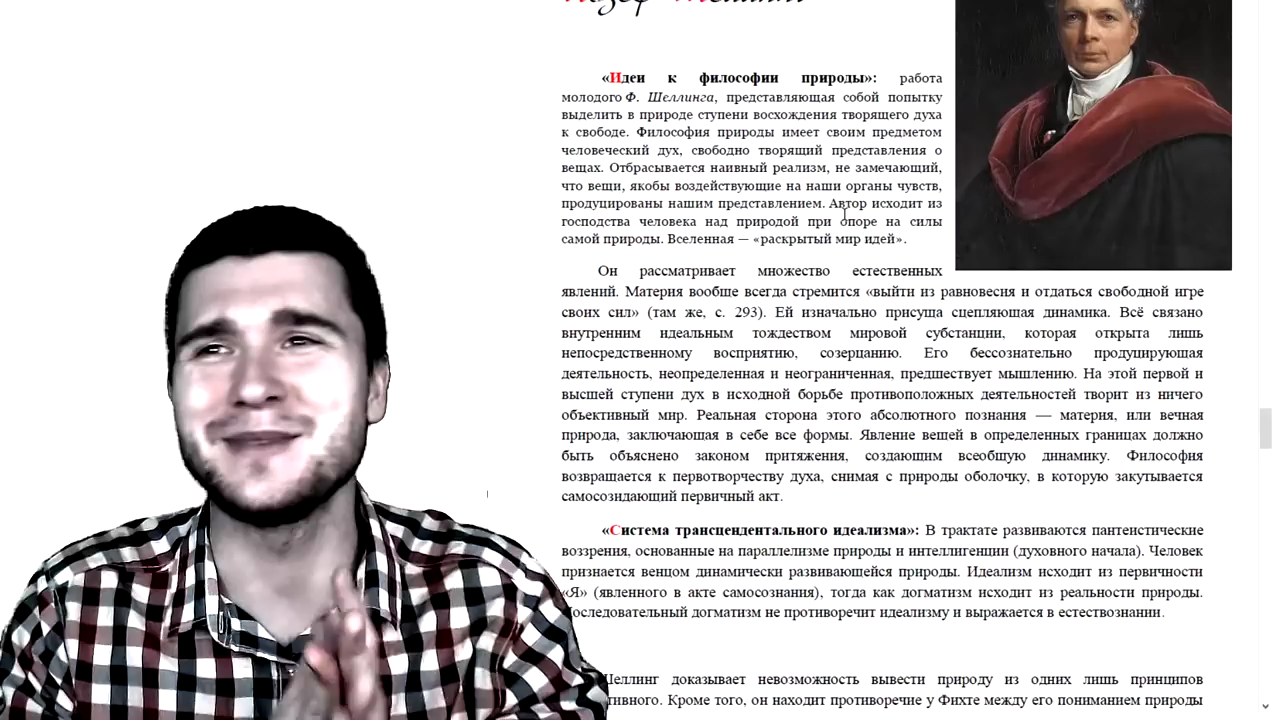 «Идеи к философии природы»: работа
молодого Ф. Шеллинга, представляющая собой попытку
выделить в природе ступени восхождения творящего духа
к свободе. Философия природы имеет своим предметом
человеческий дух, свободно творящий представления о
вещах. Отбрасывается наивный реализм, не замечающий,
что вещи, якобы воздействующие на наши органы чувств,
продуцированы нашим представлением. Автор исходит из
господства человека над природой при опоре на силы
самой природы. Вселенная — «раскрытый мир идей».
Он рассматривает множество естественных
явлений. Материя вообще всегда стремится «выйти из равновесия и отдаться свободной игре
своих сил» (там же, с. 293). Ей изначально присуща сцепляющая динамика. Всё связано
внутренним идеальным тождеством мировой субстанции, которая открыта лишь
непосредственному восприятию, созерцанию. Его бессознательно продуцирующая
деятельность, неопределенная и неограниченная, предшествует мышлению. На этой первой и
высшей ступени дух в исходной борьбе противоположных деятельностей творит из ничего
объективный мир. Реальная сторона этого абсолютного познания — материя, или вечная
природа, заключающая в себе все формы. Явление вещей в определенных границах должно
быть объяснено законом притяжения, создающим всеобщую динамику. Философия
возвращается к первотворчеству духа, снимая с природы оболочку, в которую закутывается
самосозидающий первичный акт.
«Система трансцендентального идеализма»: В трактате развиваются пантеистические
воззрения, основанные на параллелизме природы и интеллигенции (духовного начала). Человек
признается венцом динамически развивающейся природы. Идеализм исходит из первичности
«Я» (явленного в акте самосознания), тогда как догматизм исходит из реальности природы.
Последовательный догматизм не противоречит идеализму и выражается в естествознании.
Шеллинг доказывает невозможность вывести природу из одних лишь принципов
Кроме того, он находит противоречие у Фихте между его пониманием природы